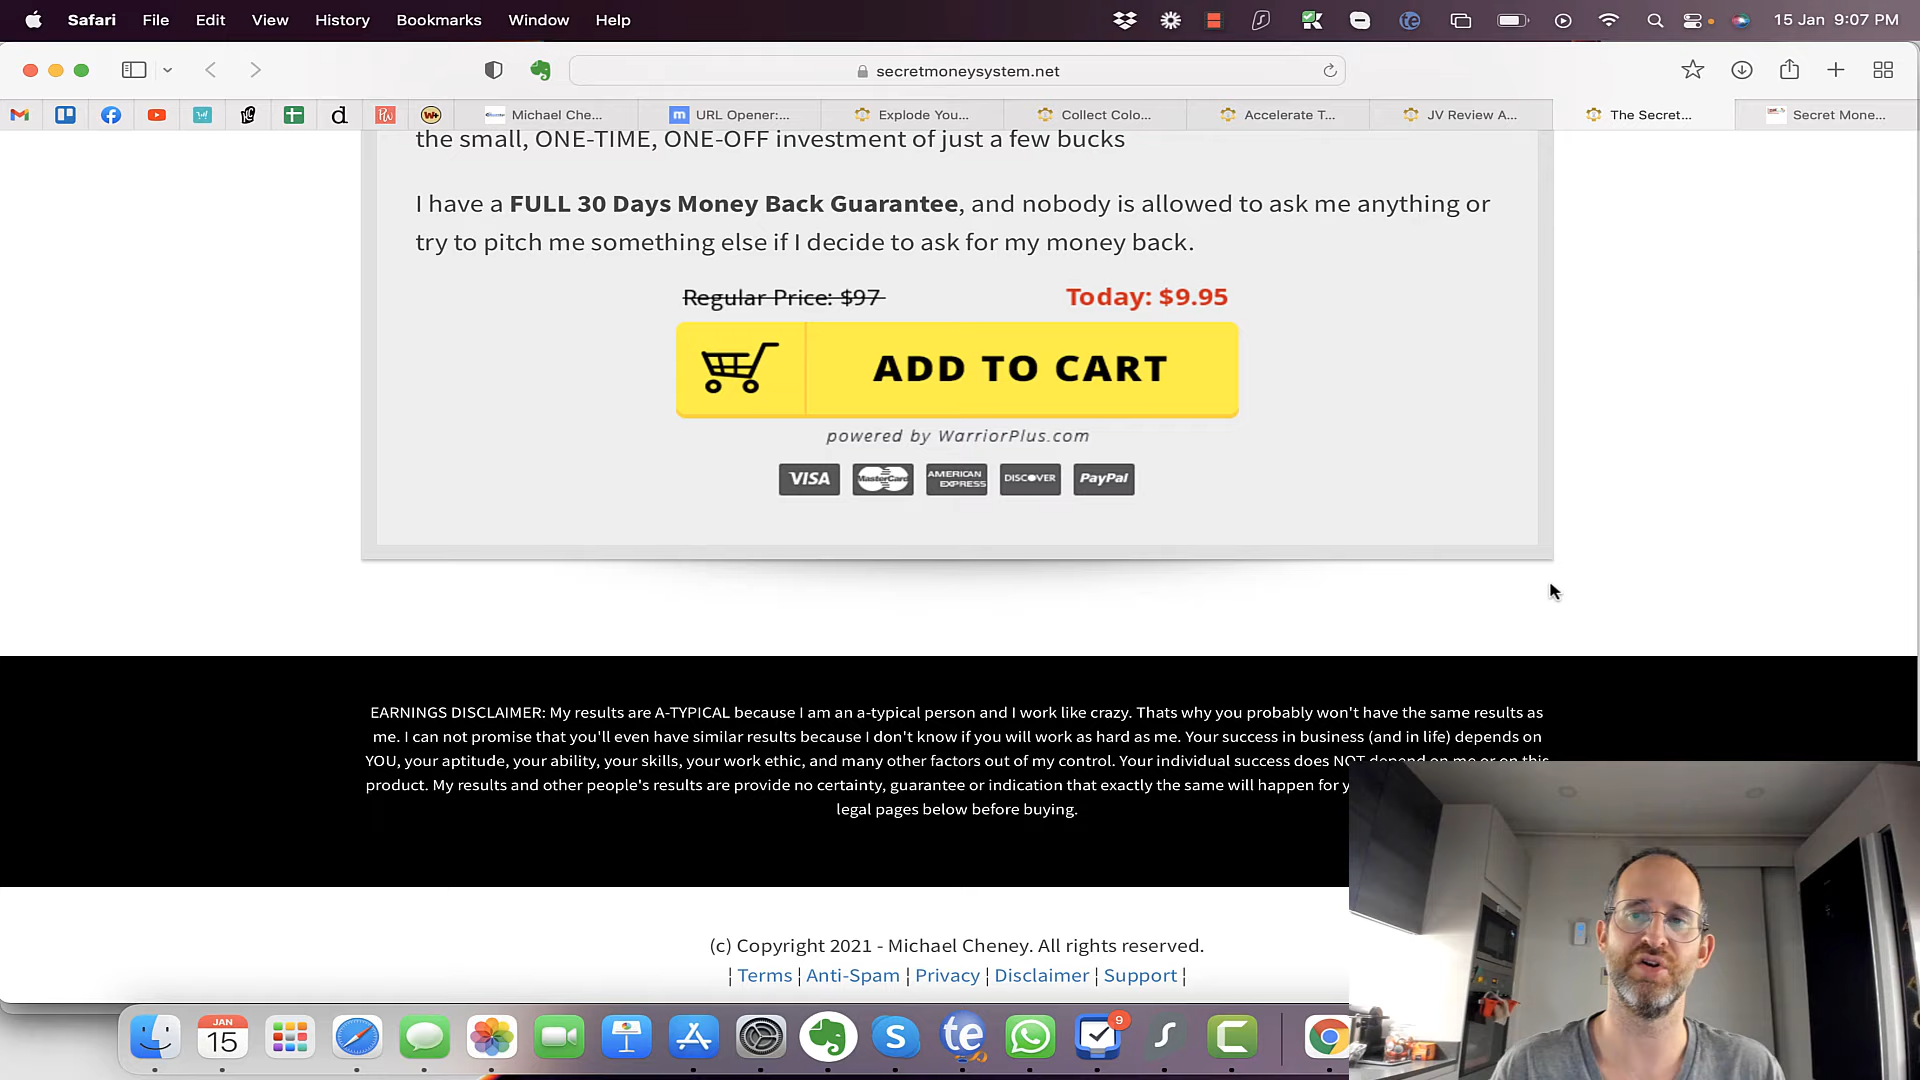 Safari File Edit View History Bookmarks Window Help 15 Jan 9:07 PM
secretmoneysystem.net
Michael Che... URL Opener:... Explode You... Collect Colo... Accelerate T... JV Review A... The Secret... Secret Mone...
the small, ONE-TIME, ONE-OFF investment of just a few bucks
I have a FULL 30 Days Money Back Guarantee, and nobody is allowed to ask me anything or
try to pitch me something else if I decide to ask for my money back.
Regular Price: $97 Today: $9.95
ADD TO CART
powered by WarriorPlus.com
VISA MasterCard AMERICAN EXPRESS DISCOVER PayPal
EARNINGS DISCLAIMER: My results are A-TYPICAL because I am an a-typical person and I work like crazy. Thats why you probably won't have the same results as
me. I can not promise that you'll even have similar results because I don't know if you will work as hard as me. Your success in business (and in life) depends on
YOU, your aptitude, your ability, your skills, your work ethic, and many other factors out of my control. Your individual success does NOT depend on me or on this
product. My results and other people's results are provide no certainty, guarantee or indication that exactly the same will happen for
legal pages below before buying.
(c) Copyright 2021 - Michael Cheney. All rights reserved.
| Terms | Anti-Spam | Privacy | Disclaimer | Support |
JAN
15
te
9